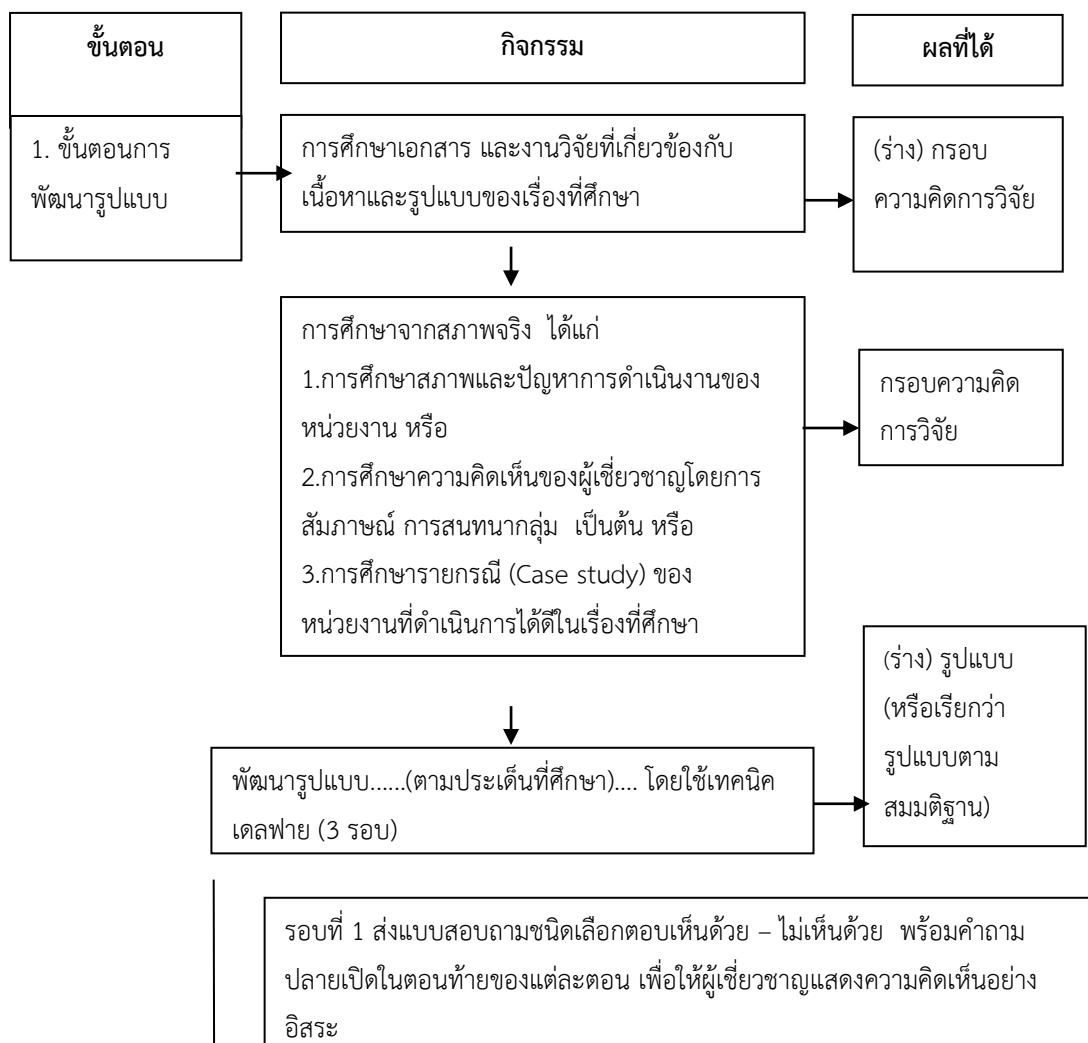 ขั้นตอน
กิจกรรม
ผลที่ได้
1. ขั้นตอนการ
พัฒนารูปแบบ
การศึกษาเอกสาร และงานวิจัยที่เกี่ยวข้องกับ
เนื้อหาและรูปแบบของเรื่องที่ศึกษา
(ร่าง) กรอบ
ความคิดการวิจัย
การศึกษาจากสภาพจริง ได้แก่
1.การศึกษาสภาพและปัญหาการดำเนินงานของ
หน่วยงาน หรือ
2.การศึกษาความคิดเห็นของผู้เชี่ยวชาญโดยการ
สัมภาษณ์ การสนทนากลุ่ม เป็นต้น หรือ
3.การศึกษารายกรณี (Case study) ของ
หน่วยงานที่ดำเนินการได้ดีในเรื่องที่ศึกษา
กรอบความคิด
การวิจัย
พัฒนารูปแบบ......(ตามประเด็นที่ศึกษา).... โดยใช้เทคนิค
เดลฟาย (3 รอบ)
(ร่าง) รูปแบบ
(หรือเรียกว่า
รูปแบบตาม
สมมติฐาน)
รอบที่ 1 ส่งแบบสอบถามชนิดเลือกตอบเห็นด้วย – ไม่เห็นด้วย พร้อมคำถาม
ปลายเปิดในตอนท้ายของแต่ละตอน เพื่อให้ผู้เชี่ยวชาญแสดงความคิดเห็นอย่าง
อิสระ